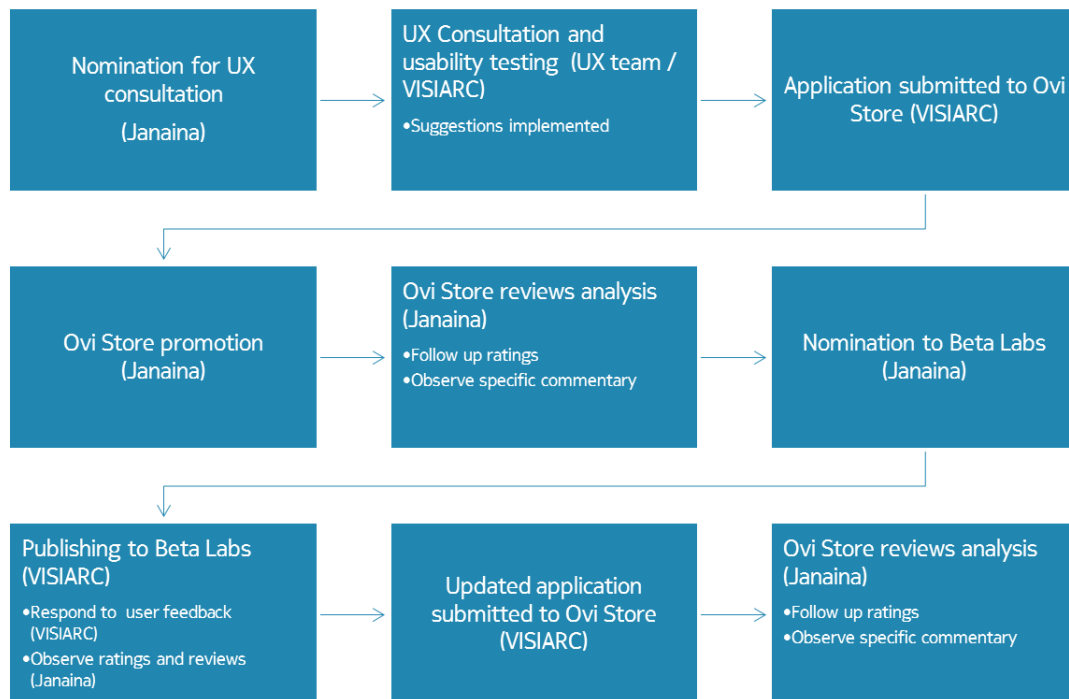 Nomination for UX
consultation
(Janaina)
UX Consultation and
usability testing (UX team /
VISIARC)
•Suggestions implemented
Application submitted to Ovi
Store (VISIARC)
Ovi Store promotion
(Janaina)
Ovi Store reviews analysis
(Janaina)
•Follow up ratings
•Observe specific commentary
Nomination to Beta Labs
(Janaina)
Publishing to Beta Labs
(VISIARC)
•Respond to user feedback
(VISIARC)
•Observe ratings and reviews
(Janaina)
Updated application
submitted to Ovi Store
(VISIARC)
Ovi Store reviews analysis
(Janaina)
•Follow up ratings
•Observe specific commentary